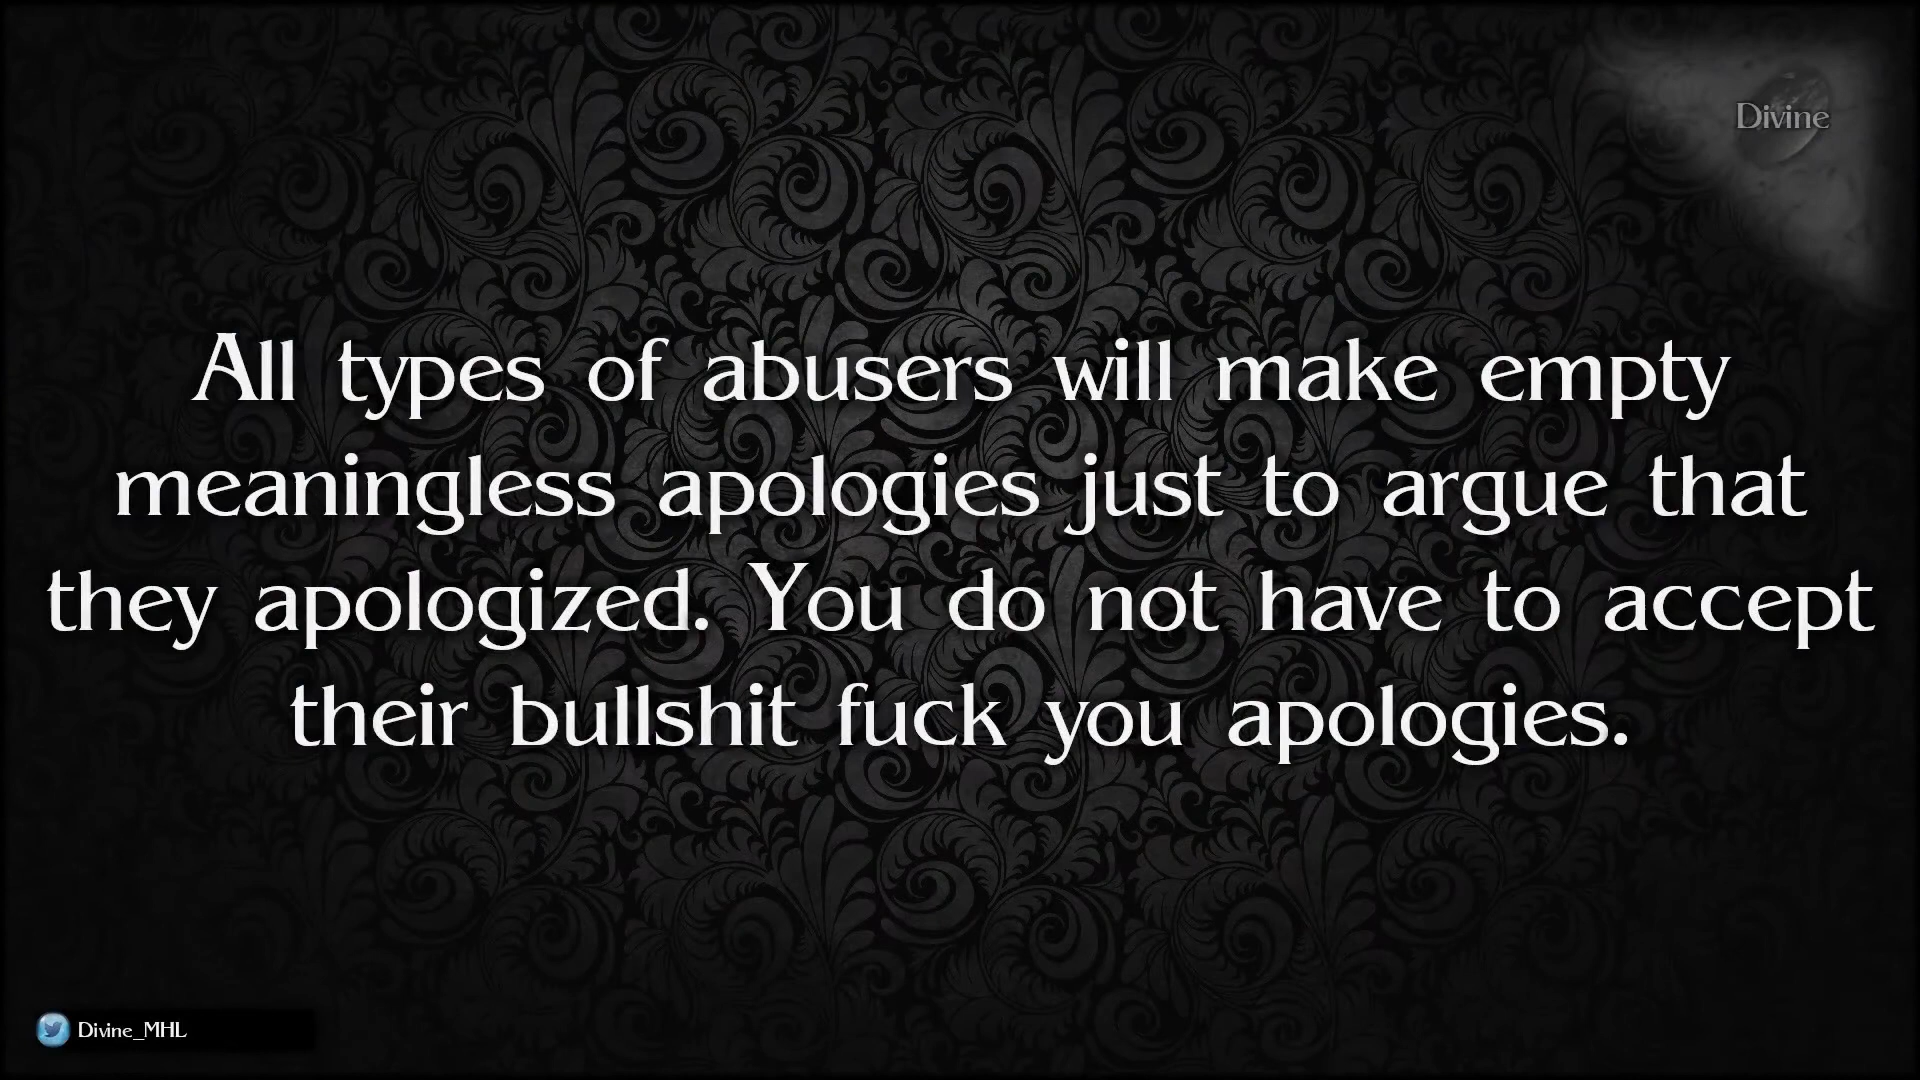 Divine
All types of abusers will make empty
meaningless apologies just to argue that
they apologized. You do not have to accept
their bullshit fuck you apologies.
Divine_MHL